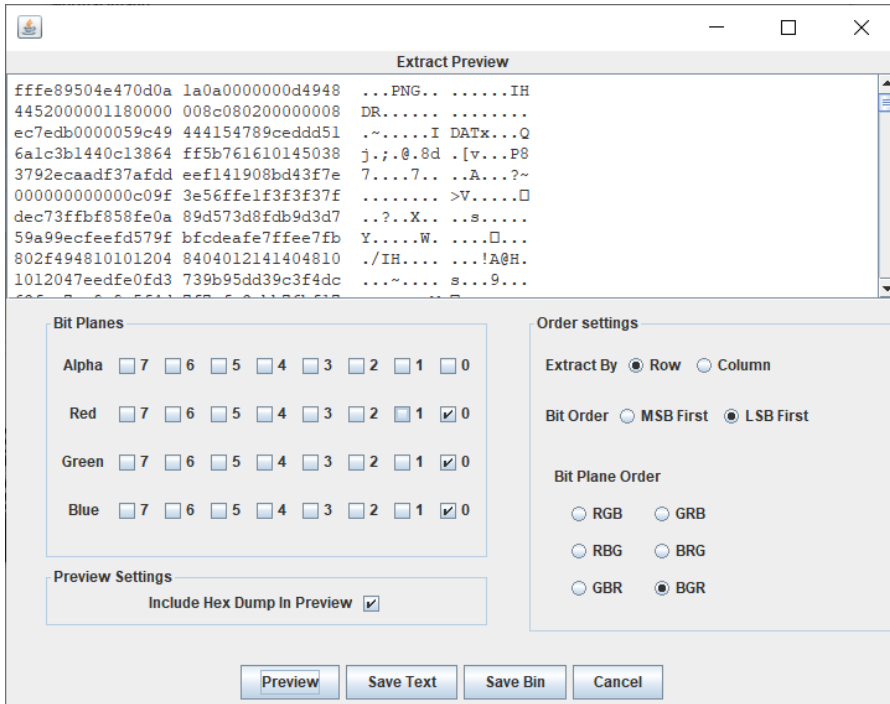 Extract Preview
fffe89504e470d0a 1a0a0000000d4948 ...PNG.. ......IH
4452000001180000 008c080200000008 DR...... ........
ec7edb0000059c49 444154789ceddd51 .~.....I DATx...Q
6a1c3b1440c13864 ff5b761610145038 j.;.@.8d .[v...P8
3792ecaadf37afdd eef141908bd43f7e 7....7.. ..A...?~
000000000000c09f 3e56ffe1f3f3f37f ........ >V.....□
dec73ffbf858fe0a 89d573d8fdb9d3d7 ..?..X.. ..s.....
59a99ecfeefd579f bfcdeafe7ffee7fb Y.....W. ....□...
802f494810101204 8404012141404810 ./IH.... ...!A@H.
1012047eedfe0fd3 739b95dd39c3f4dc ...~.... s...9...
Bit Planes
Alpha 7 6 5 4 3 2 1 0
Red 7 6 5 4 3 2 1 0
Green 7 6 5 4 3 2 1 0
Blue 7 6 5 4 3 2 1 0
Preview Settings
Include Hex Dump In Preview
Order settings
Extract By Row Column
Bit Order MSB First LSB First
Bit Plane Order
RGB GRB
RBG BRG
GBR BGR
Preview Save Text Save Bin Cancel